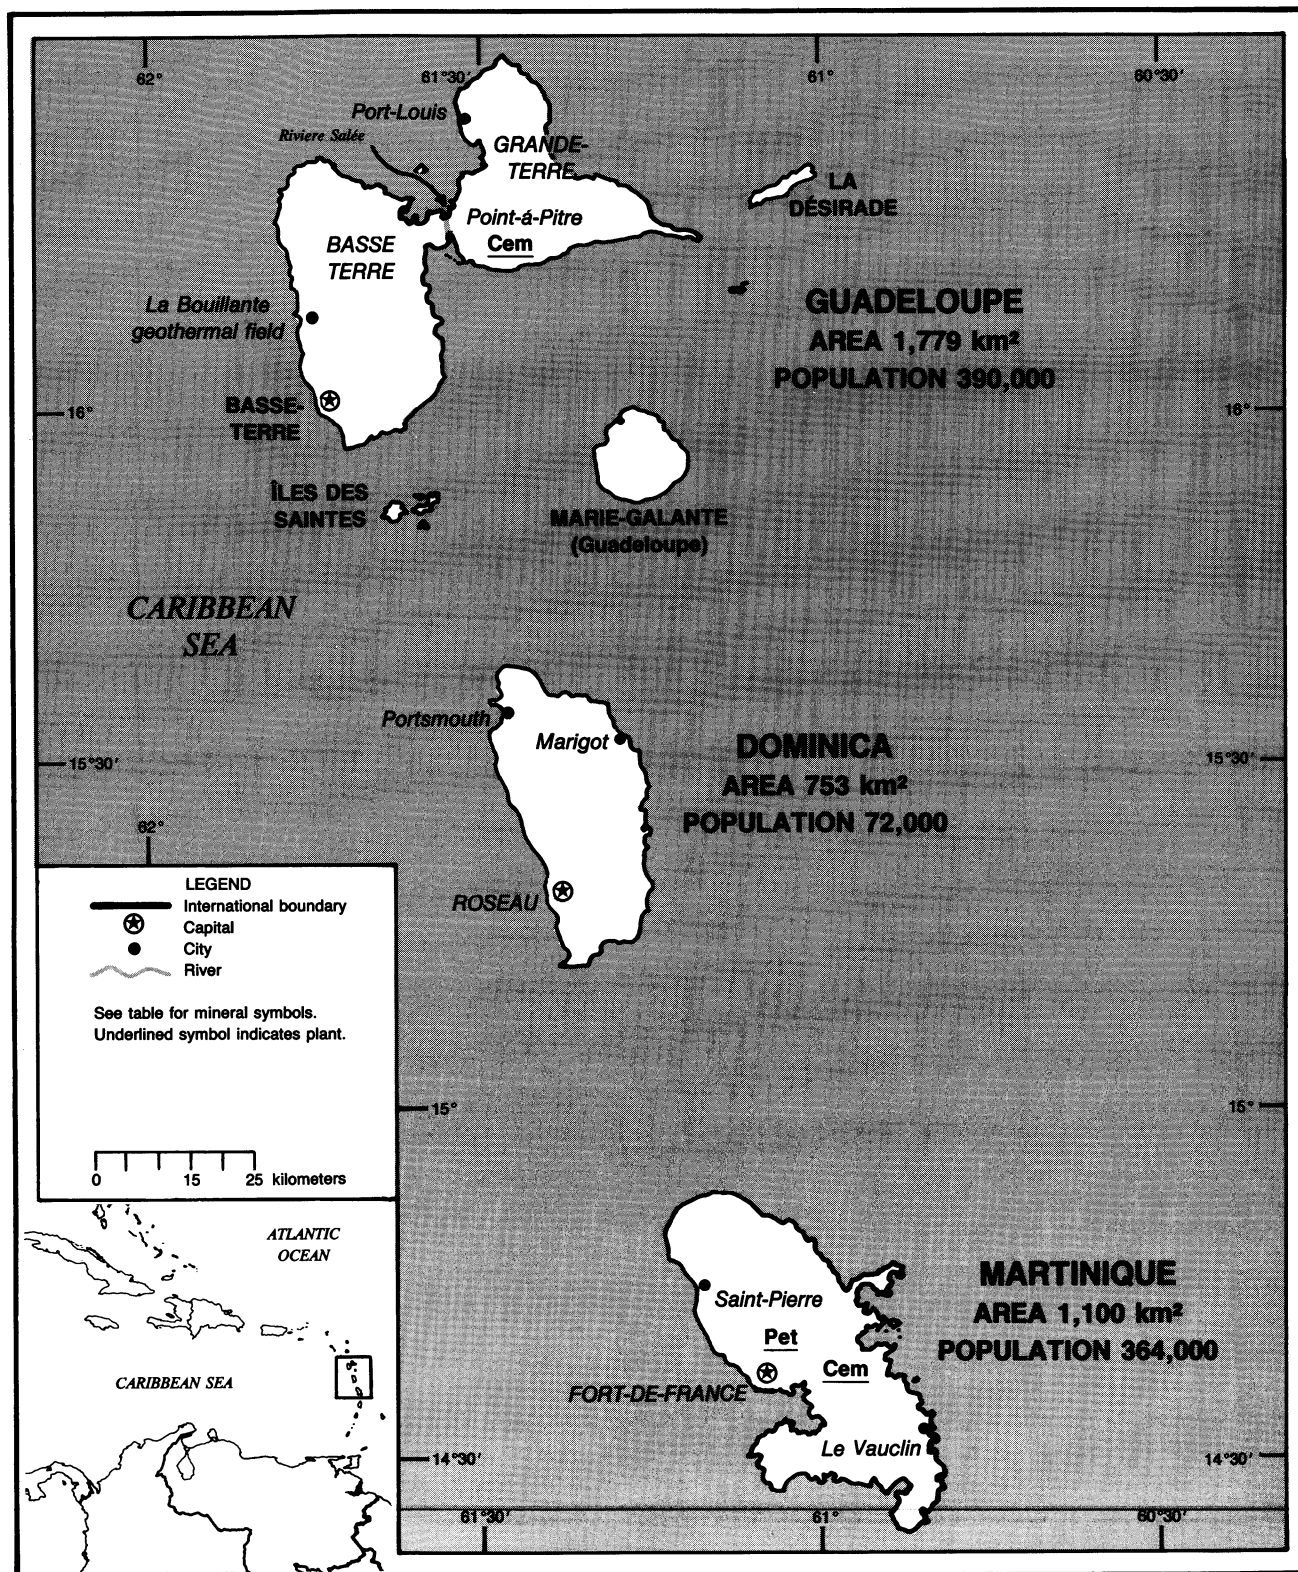 62°
61°30′
61°
60°30′
Port-Louis
Riviere Salée
GRANDE-
TERRE
LA
DÉSIRADE
Point-á-Pitre
Cem
BASSE
TERRE
La Bouillante
geothermal field
GUADELOUPE
AREA 1,779 km²
POPULATION 390,000
BASSE-
TERRE
16°
16°
ÎLES DES
SAINTES
MARIE-GALANTE
(Guadeloupe)
CARIBBEAN
SEA
Portsmouth
Marigot
DOMINICA
AREA 753 km²
POPULATION 72,000
15°30′
15°30′
62°
ROSEAU
LEGEND
International boundary
Capital
City
River
See table for mineral symbols.
Underlined symbol indicates plant.
0 15 25 kilometers
15°
15°
ATLANTIC
OCEAN
CARIBBEAN SEA
MARTINIQUE
AREA 1,100 km²
POPULATION 364,000
Saint-Pierre
Pet
Cem
FORT-DE-FRANCE
Le Vauclin
14°30′
14°30′
61°30′
61°
60°30′